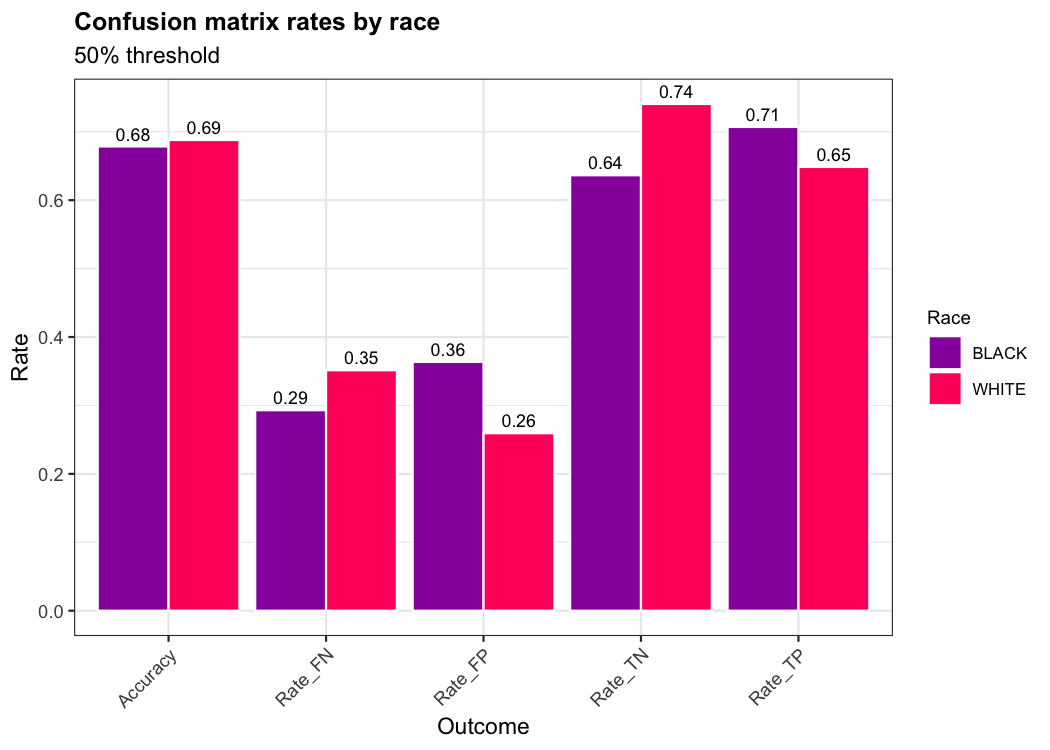 Confusion matrix rates by race
50% threshold
Rate
0.6
0.4
0.2
0.0
0.68
0.69
0.29
0.35
0.36
0.26
0.64
0.74
0.71
0.65
Accuracy
Rate_FN
Rate_FP
Rate_TN
Rate_TP
Outcome
Race
BLACK
WHITE